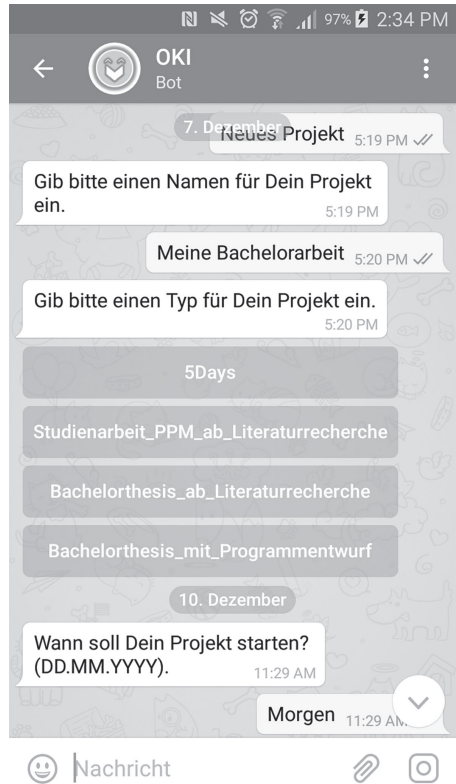 97% 2:34 PM
OKI
Bot
7. Dezember
Neues Projekt 5:19 PM
Gib bitte einen Namen für Dein Projekt
ein.
5:19 PM
Meine Bachelorarbeit 5:20 PM
Gib bitte einen Typ für Dein Projekt ein.
5:20 PM
5Days
Studienarbeit_PPM_ab_Literaturrecherche
Bachelorthesis_ab_Literaturrecherche
Bachelorthesis_mit_Programmentwurf
10. Dezember
Wann soll Dein Projekt starten?
(DD.MM.YYYY). 11:29 AM
Morgen 11:29 AM
Nachricht